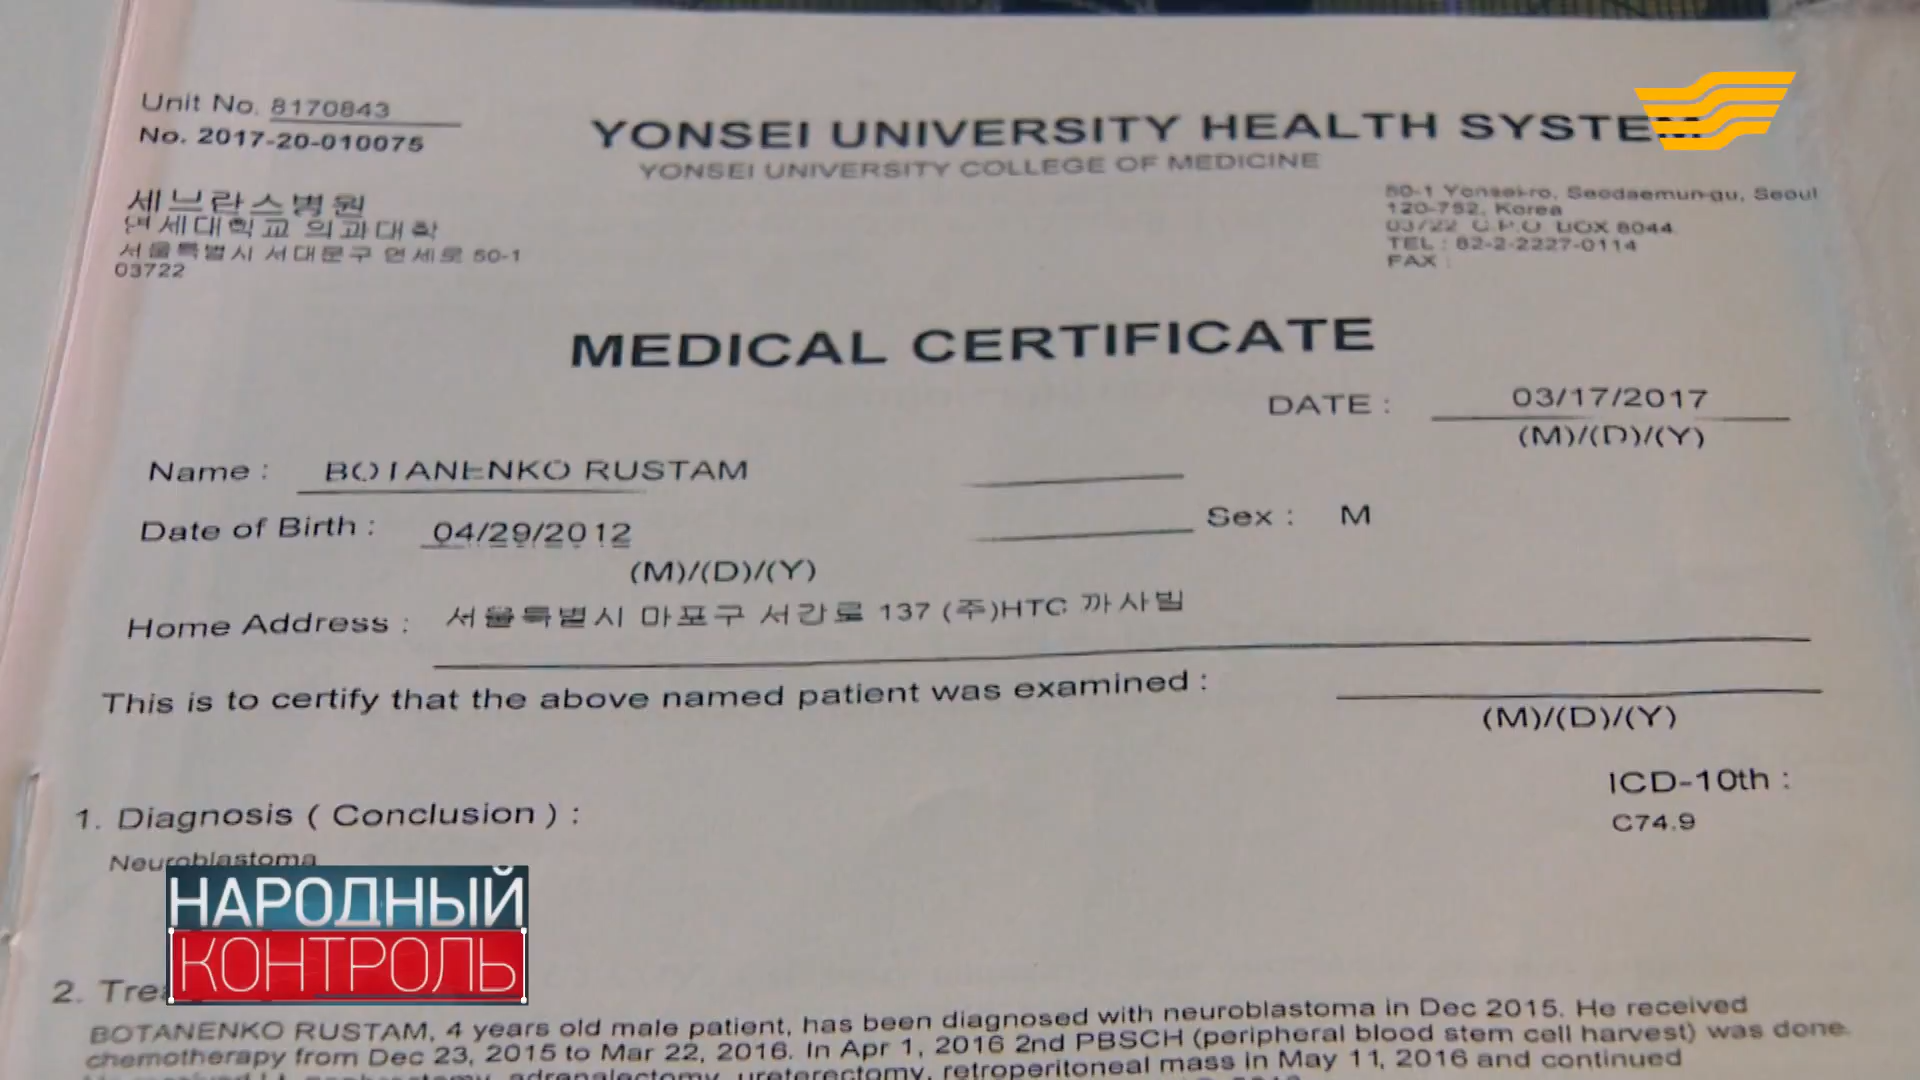 Unit No. 8170843
No. 2017-20-010075
YONSEI UNIVERSITY HEALTH SYSTEM
YONSEI UNIVERSITY COLLEGE OF MEDICINE
세브란스병원
연세대학교 의과대학
서울특별시 서대문구 연세로 50-1
03722
50-1 Yonsei-ro, Seodaemun-gu, Seoul
120-752, Korea
03722 C.P.O. BOX 8044
TEL : 82-2-2227-0114
FAX :
MEDICAL CERTIFICATE
DATE : 03/17/2017
(M)/(D)/(Y)
Name : BOTANENKO RUSTAM
Sex : M
Date of Birth : 04/29/2012
(M)/(D)/(Y)
Home Address : 서울특별시 마포구 서강로 137 (주)HTC 까사빌
This is to certify that the above named patient was examined :
(M)/(D)/(Y)
ICD-10th :
1. Diagnosis ( Conclusion ) :
C74.9
Neuroblastoma
НАРОДНЫЙ
КОНТРОЛЬ
2.
BOTANENKO RUSTAM, 4 years old male patient, has been diagnosed with neuroblastoma in Dec 2015. He received
chemotherapy from Dec 23, 2015 to Mar 22, 2016. In Apr 1, 2016 2nd PBSCH (peripheral blood stem cell harvest) was done.
adrenalectomy, ureterectomy, retroperitoneal mass in May 11, 2016 and continued